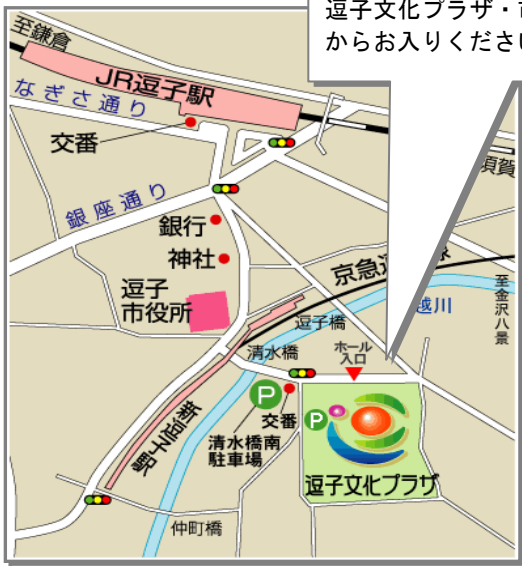 逗子文化プラザ・
からお入りくださ
至鎌倉
JR逗子駅
なぎさ通り
交番
須賀
銀座通り
銀行
神社
京急
逗子
市役所
逗子橋
越川
至金沢八景
清水橋
ホール
入口
P
交番
P
清水橋南
駐車場
新逗子駅
逗子文化プラザ
仲町橋